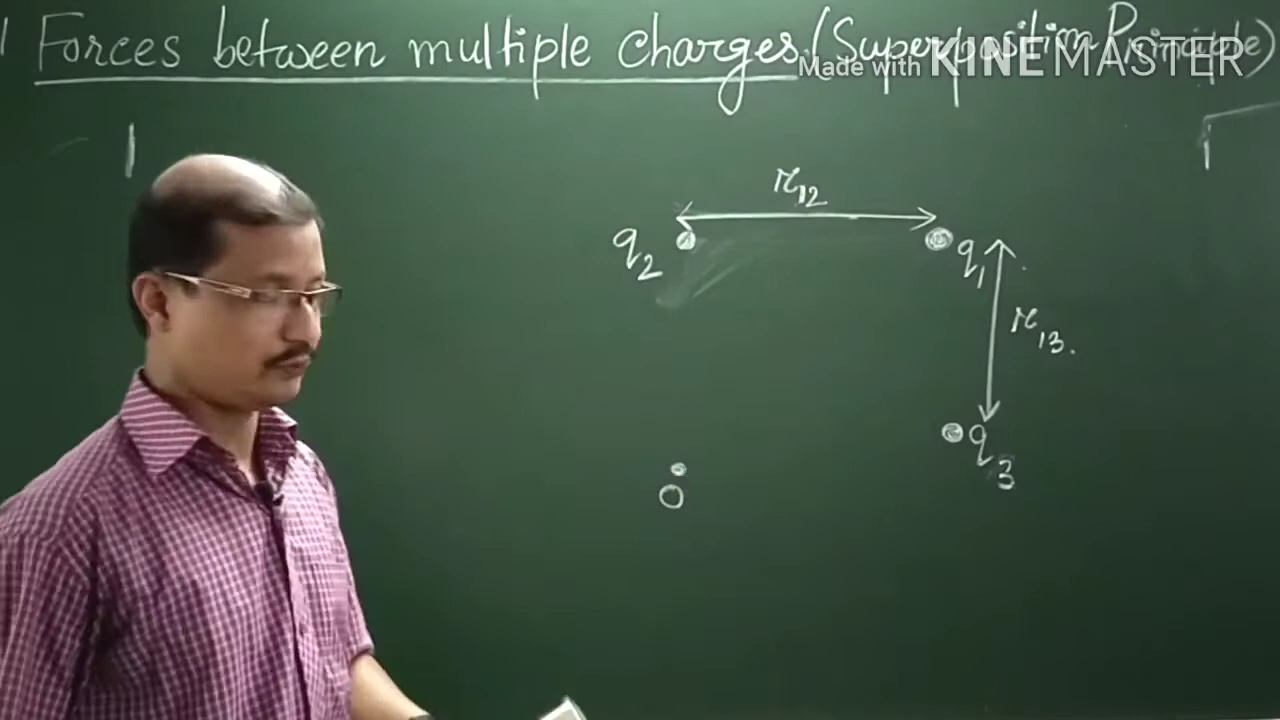 Forces between multiple charges (Superposition Principle)
Made with KINEMASTER
r12
q2
q1
r13.
q3
O